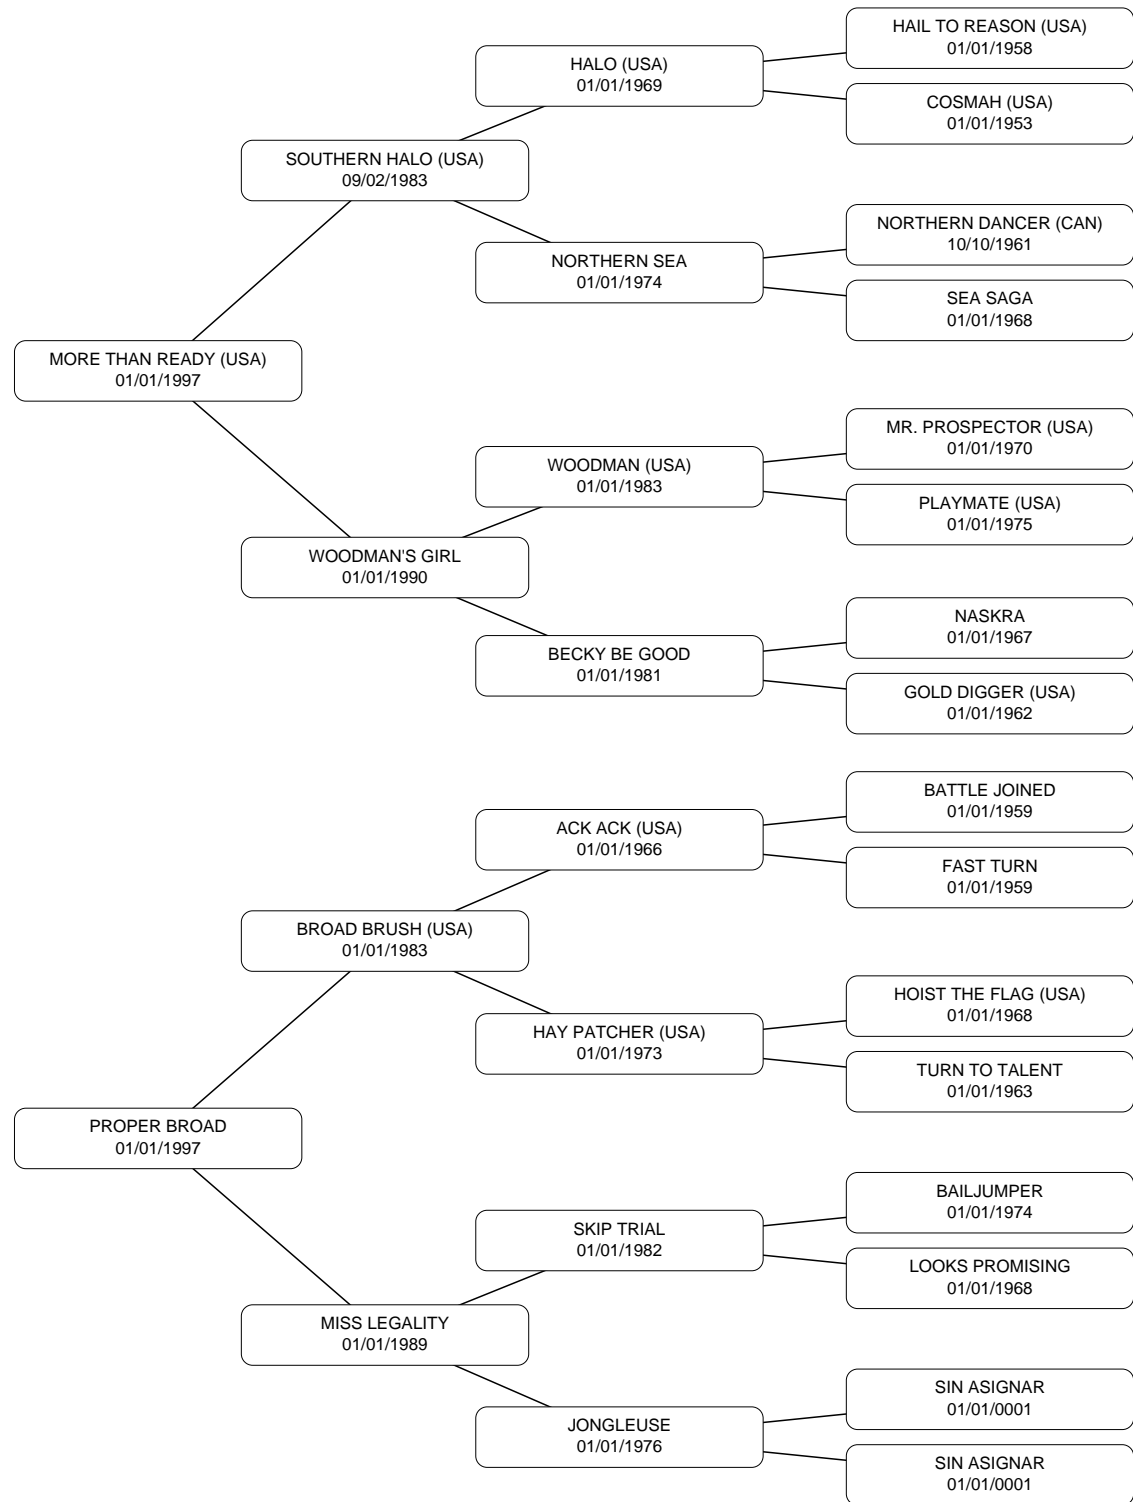 HAIL TO REASON (USA)
01/01/1958
HALO (USA)
01/01/1969
COSMAH (USA)
01/01/1953
SOUTHERN HALO (USA)
09/02/1983
NORTHERN DANCER (CAN)
10/10/1961
NORTHERN SEA
01/01/1974
SEA SAGA
01/01/1968
MORE THAN READY (USA)
01/01/1997
MR. PROSPECTOR (USA)
01/01/1970
WOODMAN (USA)
01/01/1983
PLAYMATE (USA)
01/01/1975
WOODMAN'S GIRL
01/01/1990
NASKRA
01/01/1967
BECKY BE GOOD
01/01/1981
GOLD DIGGER (USA)
01/01/1962
BATTLE JOINED
01/01/1959
ACK ACK (USA)
01/01/1966
FAST TURN
01/01/1959
BROAD BRUSH (USA)
01/01/1983
HOIST THE FLAG (USA)
01/01/1968
HAY PATCHER (USA)
01/01/1973
TURN TO TALENT
01/01/1963
PROPER BROAD
01/01/1997
BAILJUMPER
01/01/1974
SKIP TRIAL
01/01/1982
LOOKS PROMISING
01/01/1968
MISS LEGALITY
01/01/1989
SIN ASIGNAR
01/01/0001
JONGLEUSE
01/01/1976
SIN ASIGNAR
01/01/0001